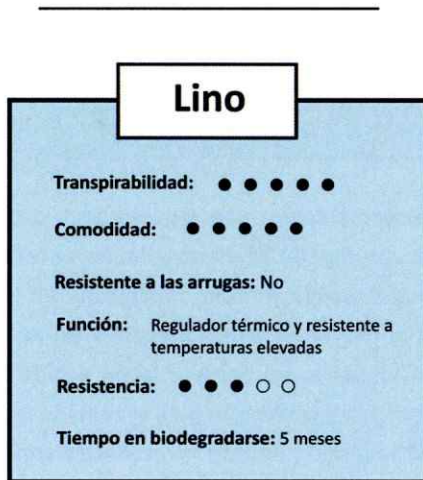 Lino
Transpirabilidad: ● ● ● ● ●
Comodidad: ● ● ● ● ●
Resistente a las arrugas: No
Función: Regulador térmico y resistente a
temperaturas elevadas
Resistencia: ● ● ● ○ ○
Tiempo en biodegradarse: 5 meses